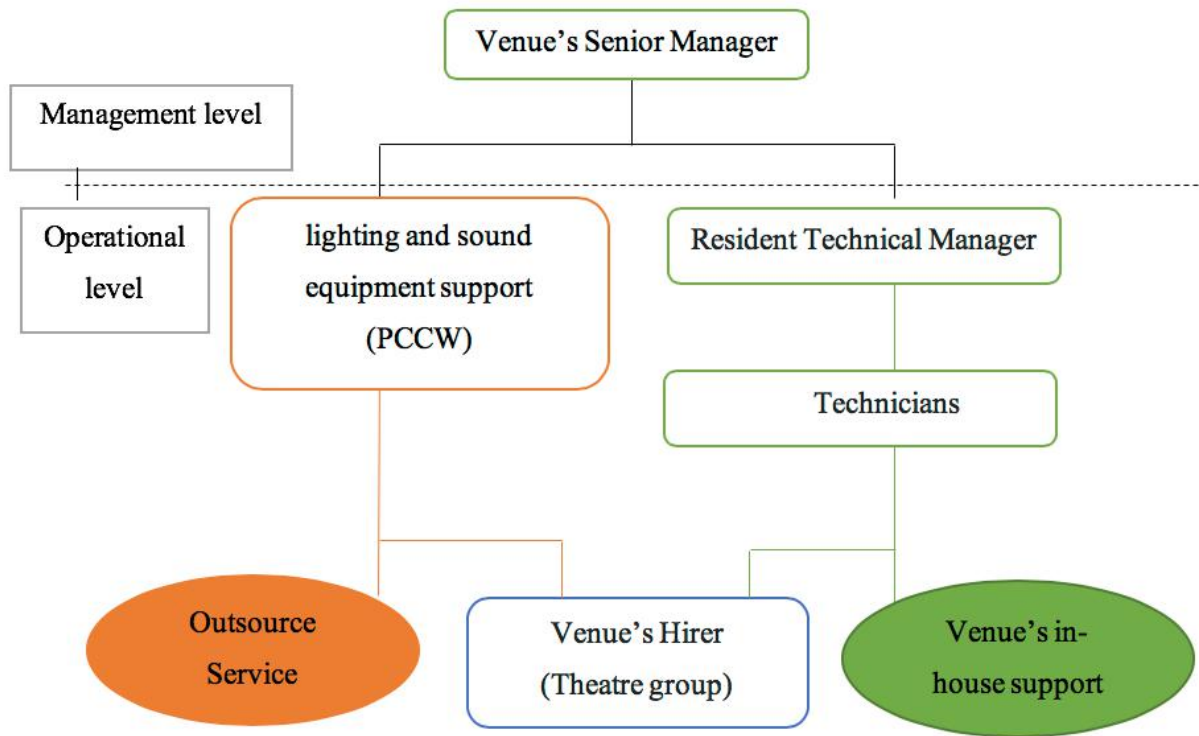 Venue’s Senior Manager
Management level
Operational
level
lighting and sound
equipment support
(PCCW)
Resident Technical Manager
Technicians
Outsource
Service
Venue’s Hirer
(Theatre group)
Venue’s in-
house support